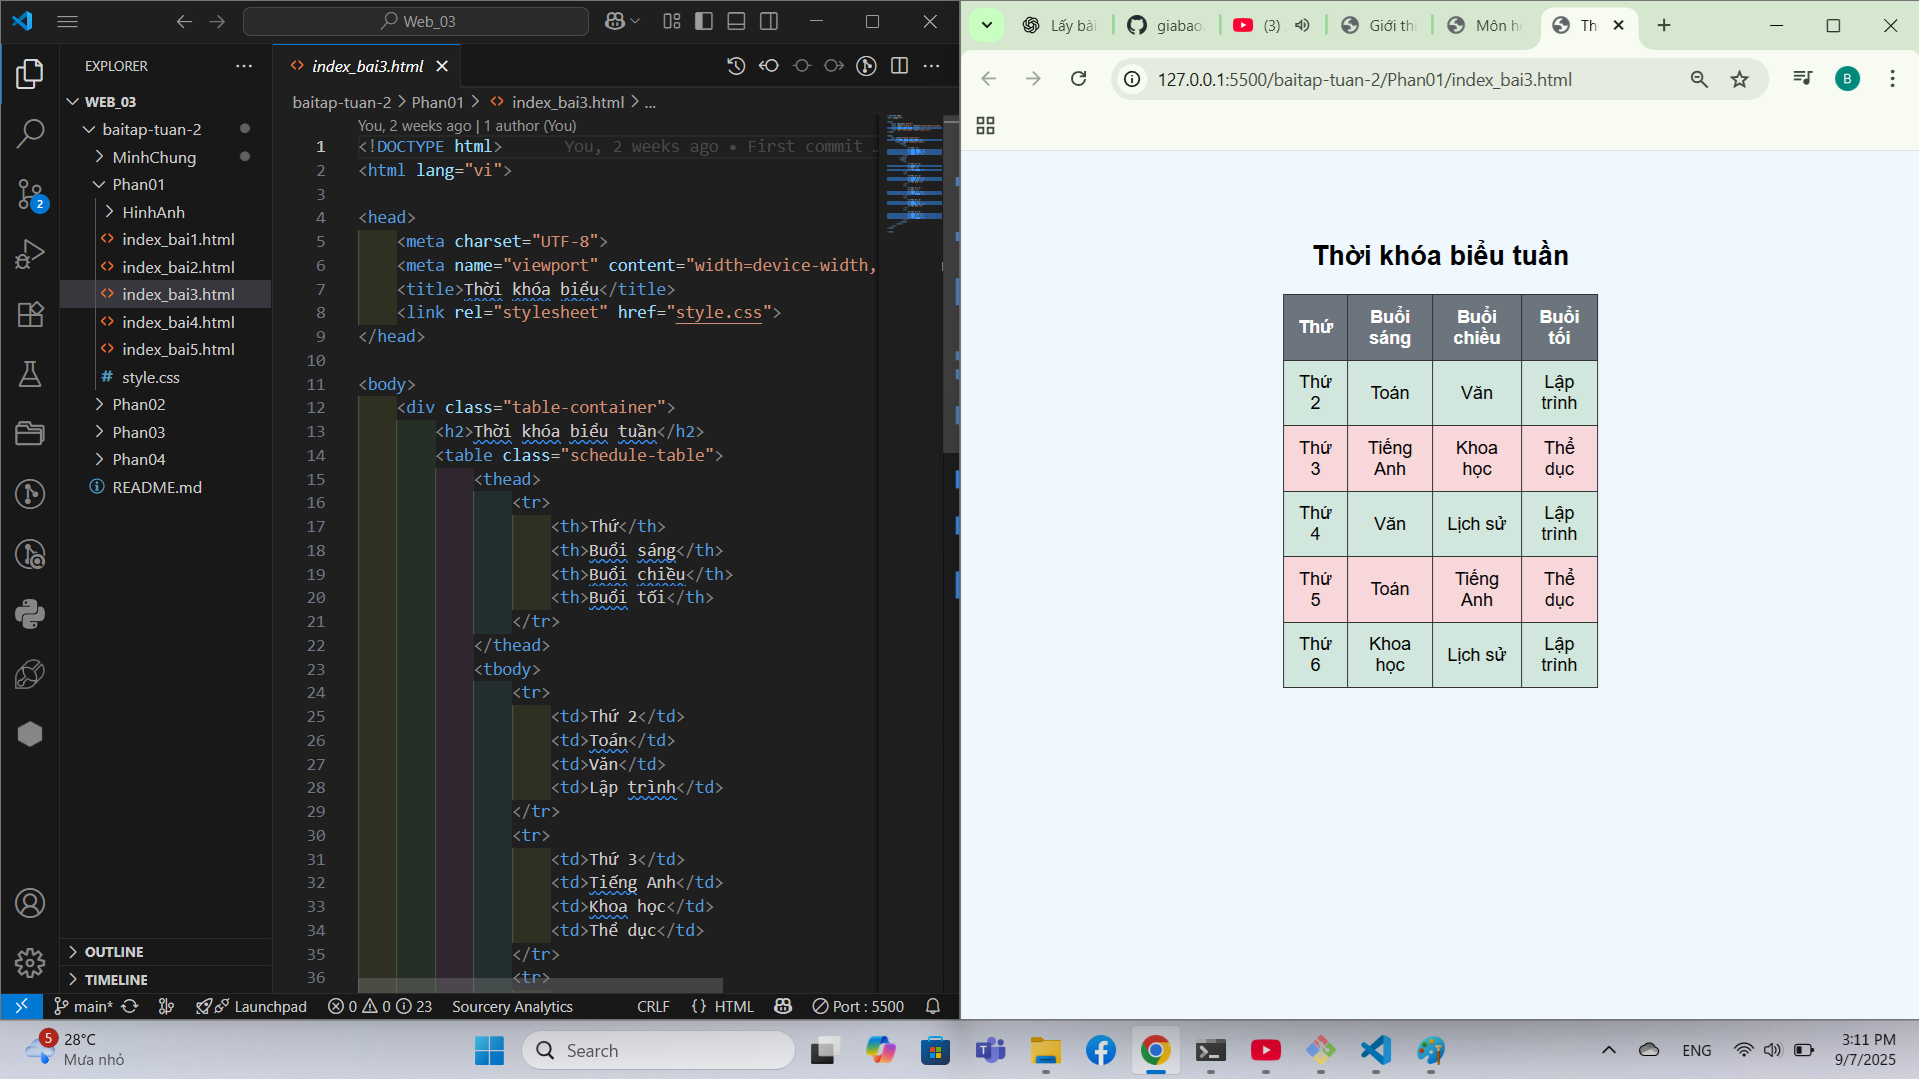 Web_03
EXPLORER
WEB_03
baitap-tuan-2
MinhChung
Phan01
HinhAnh
index_bai1.html
index_bai2.html
index_bai3.html
index_bai4.html
index_bai5.html
# style.css
Phan02
Phan03
Phan04
README.md
OUTLINE
TIMELINE
2
index_bai3.html
baitap-tuan-2 > Phan01 > index_bai3.html > ...
You, 2 weeks ago | 1 author (You)
1 <!DOCTYPE html> You, 2 weeks ago • First commit …
2 <html lang="vi">
3
4 <head>
5 <meta charset="UTF-8">
6 <meta name="viewport" content="width=device-width,
7 <title>Thời khóa biểu</title>
8 <link rel="stylesheet" href="style.css">
9 </head>
10
11 <body>
12 <div class="table-container">
13 <h2>Thời khóa biểu tuần</h2>
14 <table class="schedule-table">
15 <thead>
16 <tr>
17 <th>Thứ</th>
18 <th>Buổi sáng</th>
19 <th>Buổi chiều</th>
20 <th>Buổi tối</th>
21 </tr>
22 </thead>
23 <tbody>
24 <tr>
25 <td>Thứ 2</td>
26 <td>Toán</td>
27 <td>Văn</td>
28 <td>Lập trình</td>
29 </tr>
30 <tr>
31 <td>Thứ 3</td>
32 <td>Tiếng Anh</td>
33 <td>Khoa học</td>
34 <td>Thể dục</td>
35 </tr>
36 <tr>
main* Launchpad 0 0 23 Sourcery Analytics CRLF {} HTML Port : 5500
Lấy bài giabao (3) Giới thi Môn h Th
127.0.0.1:5500/baitap-tuan-2/Phan01/index_bai3.html
B
Thời khóa biểu tuần
Thứ Buổi sáng Buổi chiều Buổi tối
Thứ 2 Toán Văn Lập trình
Thứ 3 Tiếng Anh Khoa học Thể dục
Thứ 4 Văn Lịch sử Lập trình
Thứ 5 Toán Tiếng Anh Thể dục
Thứ 6 Khoa học Lịch sử Lập trình
5
28°C
Mưa nhỏ
Search
ENG
3:11 PM
9/7/2025